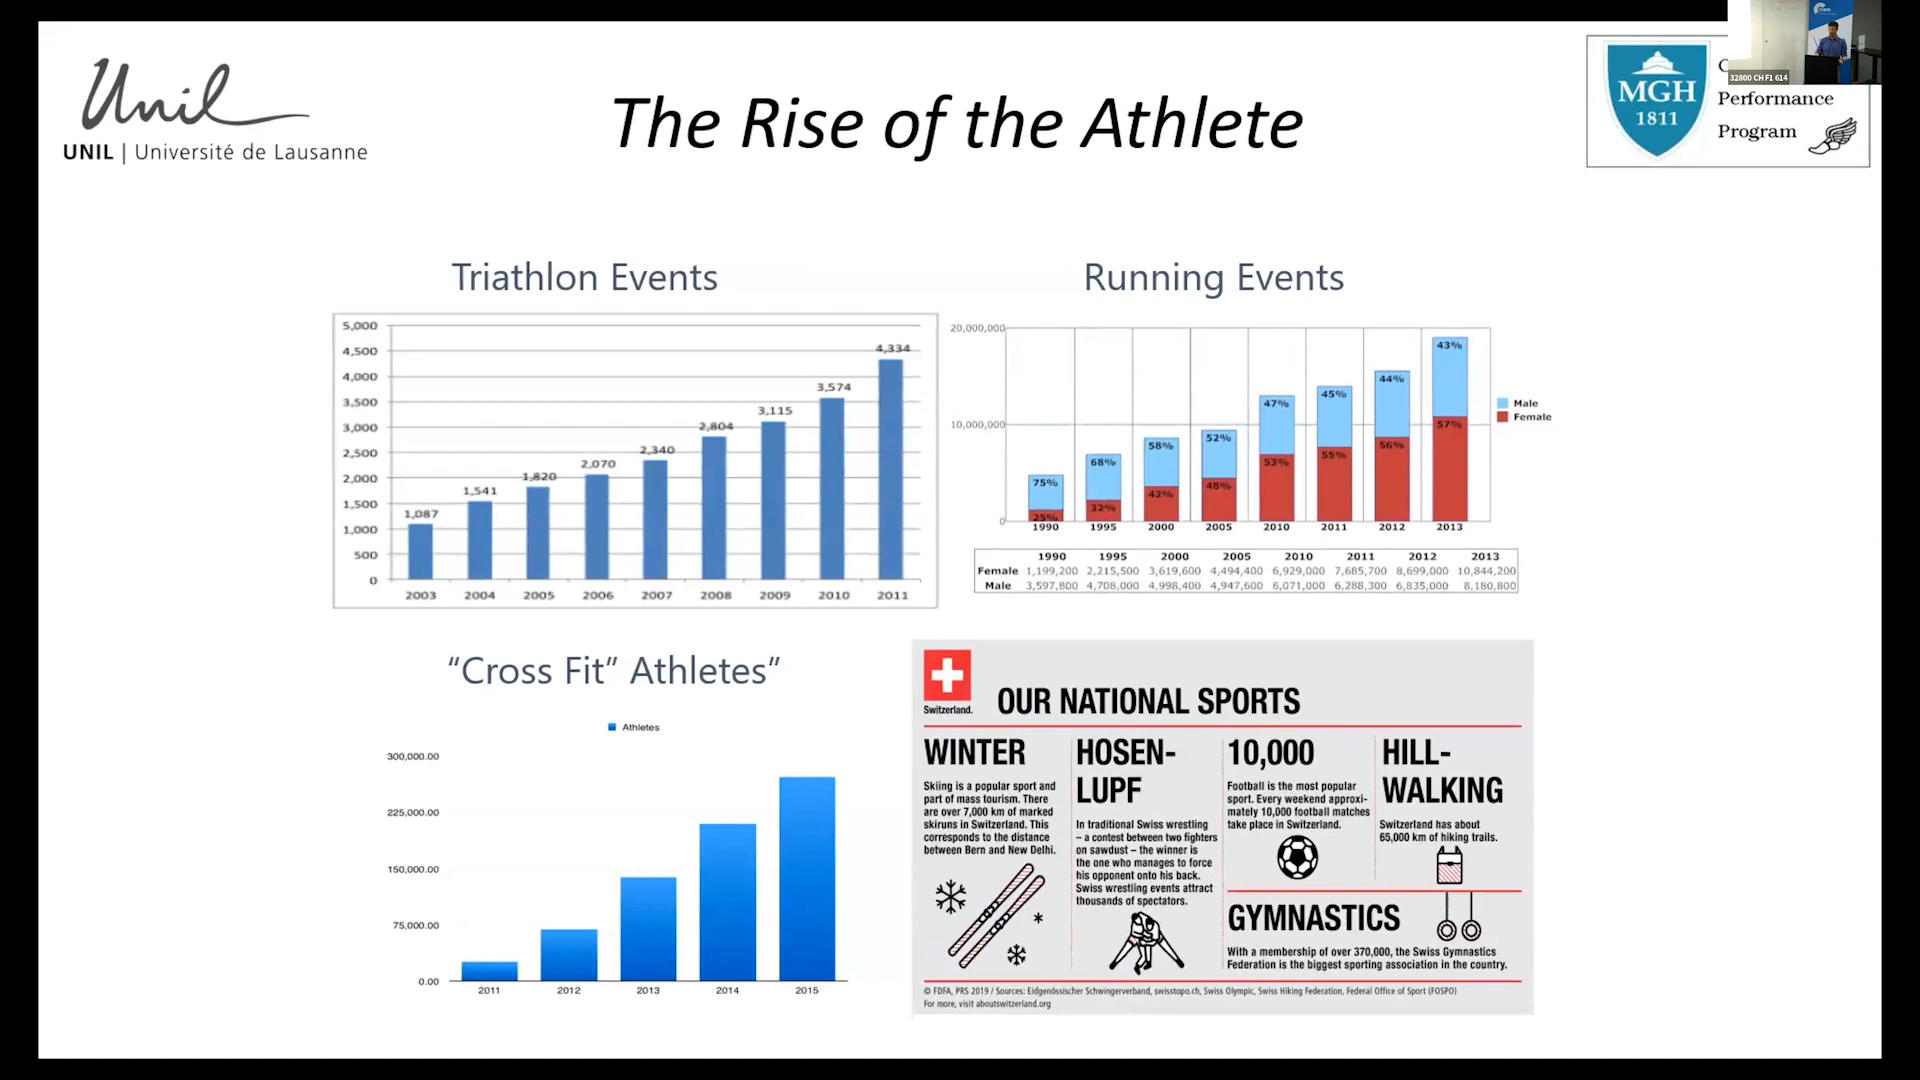 Unil
UNIL | Université de Lausanne
The Rise of the Athlete
MGH
1811
Performance
Program
32800 CH F1 614
Triathlon Events
5,000
4,500
4,000
3,500
3,000
2,500
2,000
1,500
1,000
500
0
1,087
1,541
1,820
2,070
2,340
2,804
3,115
3,574
4,334
2003 2004 2005 2006 2007 2008 2009 2010 2011
Running Events
20,000,000
10,000,000
0
75% 68% 58% 52% 47% 45% 44% 43%
25% 32% 42% 48% 53% 55% 56% 57%
1990 1995 2000 2005 2010 2011 2012 2013
Male
Female
1990 1995 2000 2005 2010 2011 2012 2013
Female 1,199,200 2,215,500 3,619,600 4,494,400 6,929,000 7,685,700 8,699,000 10,844,200
Male 3,597,800 4,708,000 4,998,400 4,947,600 6,071,000 6,288,300 6,835,000 8,180,800
“Cross Fit” Athletes”
Athletes
300,000.00
225,000.00
150,000.00
75,000.00
0.00
2011 2012 2013 2014 2015
Switzerland.
OUR NATIONAL SPORTS
WINTER
Skiing is a popular sport and
part of mass tourism. There
are over 7,000 km of marked
skiruns in Switzerland. This
corresponds to the distance
between Bern and New Delhi.
HOSEN-
LUPF
In traditional Swiss wrestling
– a contest between two fighters
on sawdust – the winner is
the one who manages to force
his opponent onto his back.
Swiss wrestling events attract
thousands of spectators.
10,000
Football is the most popular
sport. Every weekend approxi-
mately 10,000 football matches
take place in Switzerland.
HILL-
WALKING
Switzerland has about
65,000 km of hiking trails.
GYMNASTICS
With a membership of over 370,000, the Swiss Gymnastics
Federation is the biggest sporting association in the country.
© FDFA, PRS 2019 / Sources: Eidgenössischer Schwingerverband, swisstopo.ch, Swiss Olympic, Swiss Hiking Federation, Federal Office of Sport (FOSPO)
For more, visit aboutswitzerland.org